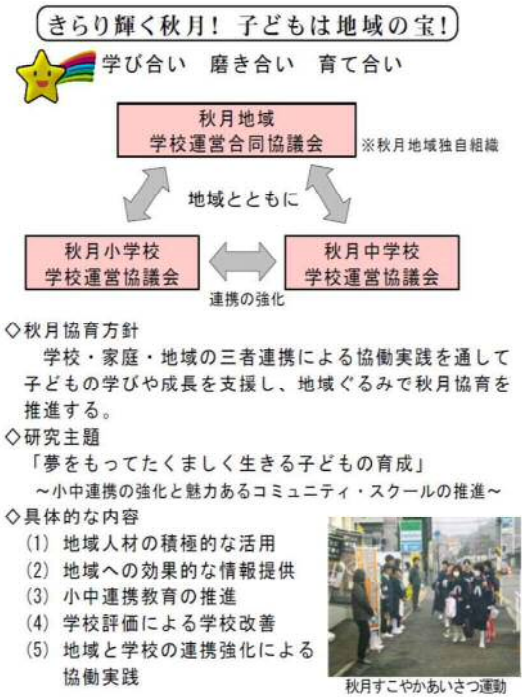 きらり輝く秋月！子どもは地域の宝！
学び合い　磨き合い　育て合い
秋月地域
学校運営合同協議会
※秋月地域独自組織
地域とともに
秋月小学校
学校運営協議会
秋月中学校
学校運営協議会
連携の強化
◇秋月協育方針
学校・家庭・地域の三者連携による協働実践を通して
子どもの学びや成長を支援し、地域ぐるみで秋月協育を
推進する。
◇研究主題
「夢をもってたくましく生きる子どもの育成」
～小中連携の強化と魅力あるコミュニティ・スクールの推進～
◇具体的な内容
(1) 地域人材の積極的な活用
(2) 地域への効果的な情報提供
(3) 小中連携教育の推進
(4) 学校評価による学校改善
(5) 地域と学校の連携強化による
協働実践
秋月すこやかあいさつ運動